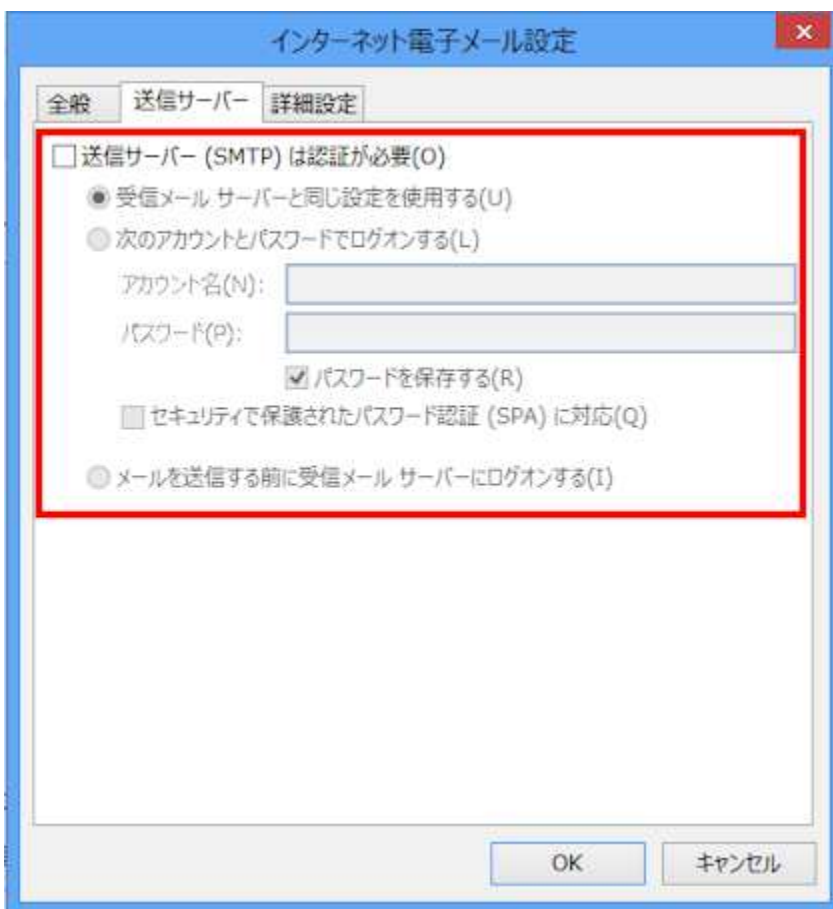 インターネット電子メール設定
全般 送信サーバー 詳細設定
送信サーバー (SMTP) は認証が必要(O)
受信メール サーバーと同じ設定を使用する(U)
次のアカウントとパスワードでログオンする(L)
アカウント名(N):
パスワード(P):
パスワードを保存する(R)
セキュリティで保護されたパスワード認証 (SPA) に対応(Q)
メールを送信する前に受信メール サーバーにログオンする(I)
OK キャンセル